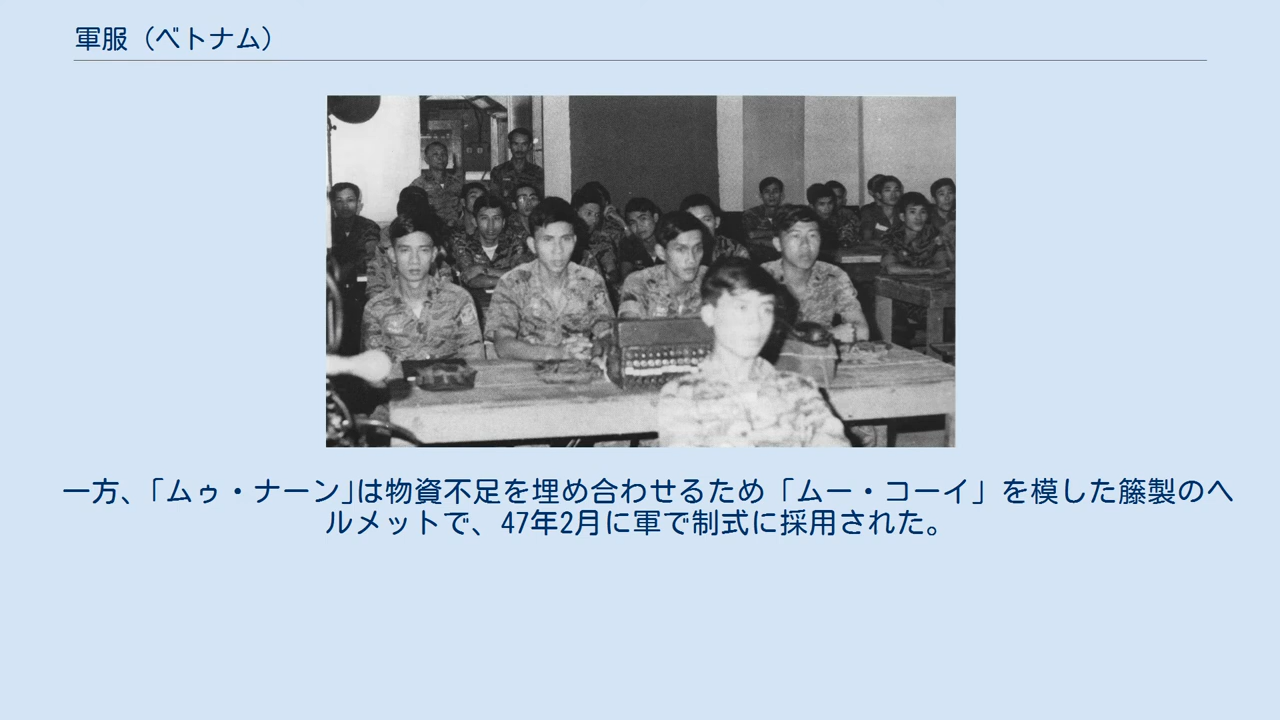 軍服（ベトナム）
一方、「ムゥ・ナーン」は物資不足を埋め合わせるため「ムー・コーイ」を模した籐製のヘ
ルメットで、47年2月に軍で制式に採用された。